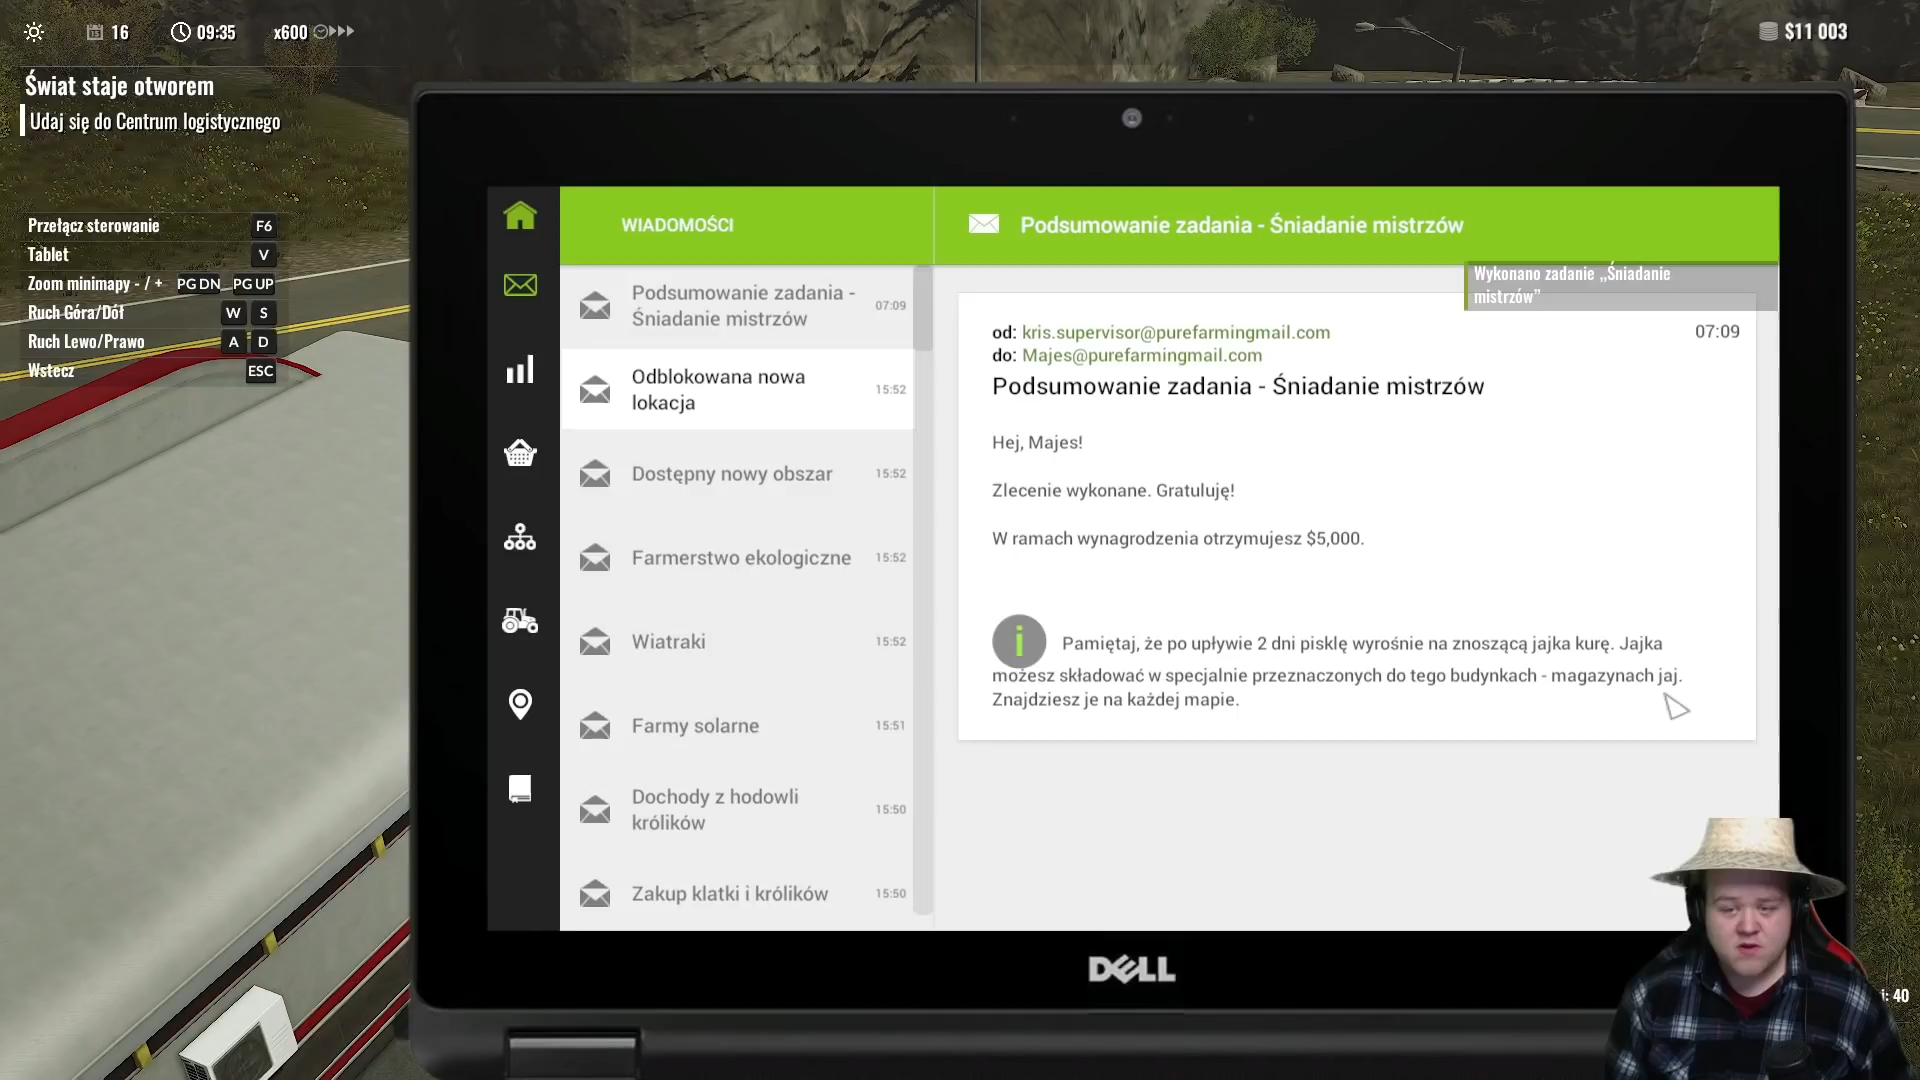 16
09:35
x600
$11 003
Świat staje otworem
Udaj się do Centrum logistycznego
Przełącz sterowanie F6
Tablet V
Zoom minimapy - / + PG DN PG UP
Ruch Góra/Dół W S
Ruch Lewo/Prawo A D
Wstecz ESC
WIADOMOŚCI
Podsumowanie zadania - Śniadanie mistrzów
Wykonano zadanie „Śniadanie
mistrzów”
Podsumowanie zadania -
Śniadanie mistrzów
07:09
Odblokowana nowa
lokacja
15:52
Dostępny nowy obszar 15:52
Farmerstwo ekologiczne 15:52
Wiatraki 15:52
Farmy solarne 15:51
Dochody z hodowli
królików
15:50
Zakup klatki i królików 15:50
od: kris.supervisor@purefarmingmail.com 07:09
do: Majes@purefarmingmail.com
Podsumowanie zadania - Śniadanie mistrzów
Hej, Majes!
Zlecenie wykonane. Gratuluję!
W ramach wynagrodzenia otrzymujesz $5,000.
i Pamiętaj, że po upływie 2 dni pisklę wyrośnie na znoszącą jajka kurę. Jajka
możesz składować w specjalnie przeznaczonych do tego budynkach - magazynach jaj.
Znajdziesz je na każdej mapie.
DELL
: 40